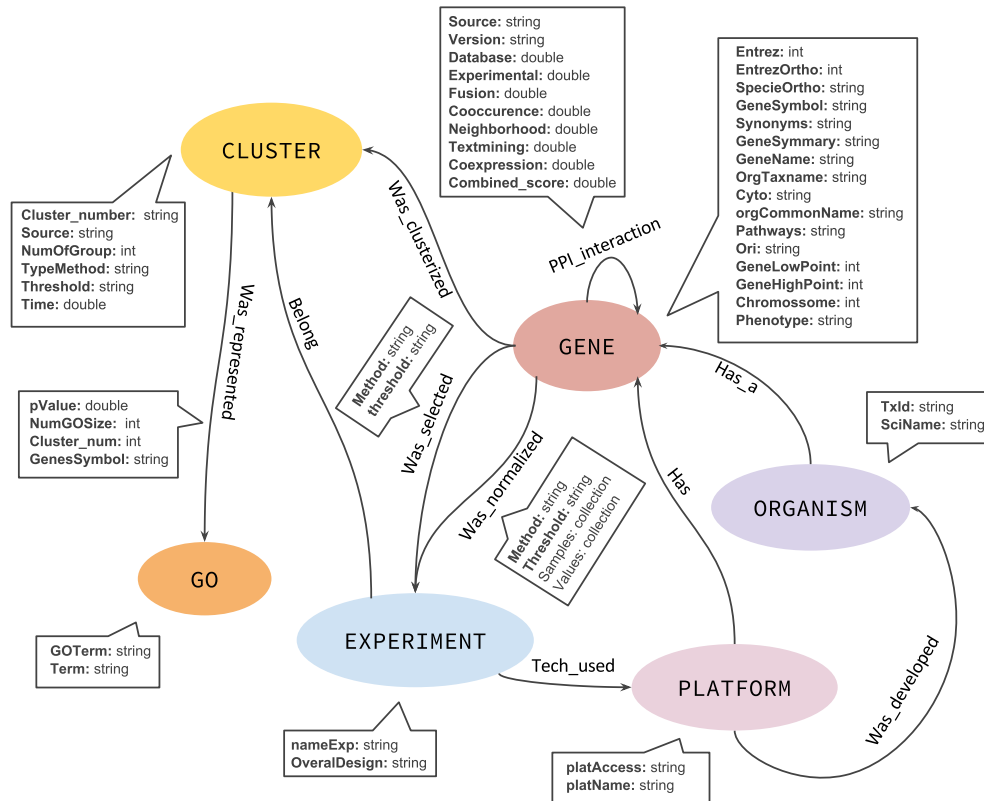 Source: string
Version: string
Database: double
Experimental: double
Fusion: double
Cooccurence: double
Neighborhood: double
Textmining: double
Coexpression: double
Combined_score: double
Entrez: int
EntrezOrtho: int
SpecieOrtho: string
GeneSymbol: string
Synonyms: string
GeneSymmary: string
GeneName: string
OrgTaxname: string
Cyto: string
orgCommonName: string
Pathways: string
Ori: string
GeneLowPoint: int
GeneHighPoint: int
Chromossome: int
Phenotype: string
CLUSTER
Cluster_number: string
Source: string
NumOfGroup: int
TypeMethod: string
Threshold: string
Time: double
Was_clusterized
PPI_interaction
GENE
Belong
Was_represented
Method: string
threshold: string
Was_selected
Was_normalized
Has_a
Has
TxId: string
SciName: string
pValue: double
NumGOSize: int
Cluster_num: int
GenesSymbol: string
Method: string
Threshold: string
Samples: collection
Values: collection
ORGANISM
GO
GOTerm: string
Term: string
EXPERIMENT
Tech_used
PLATFORM
Was_developed
nameExp: string
OveralDesign: string
platAccess: string
platName: string